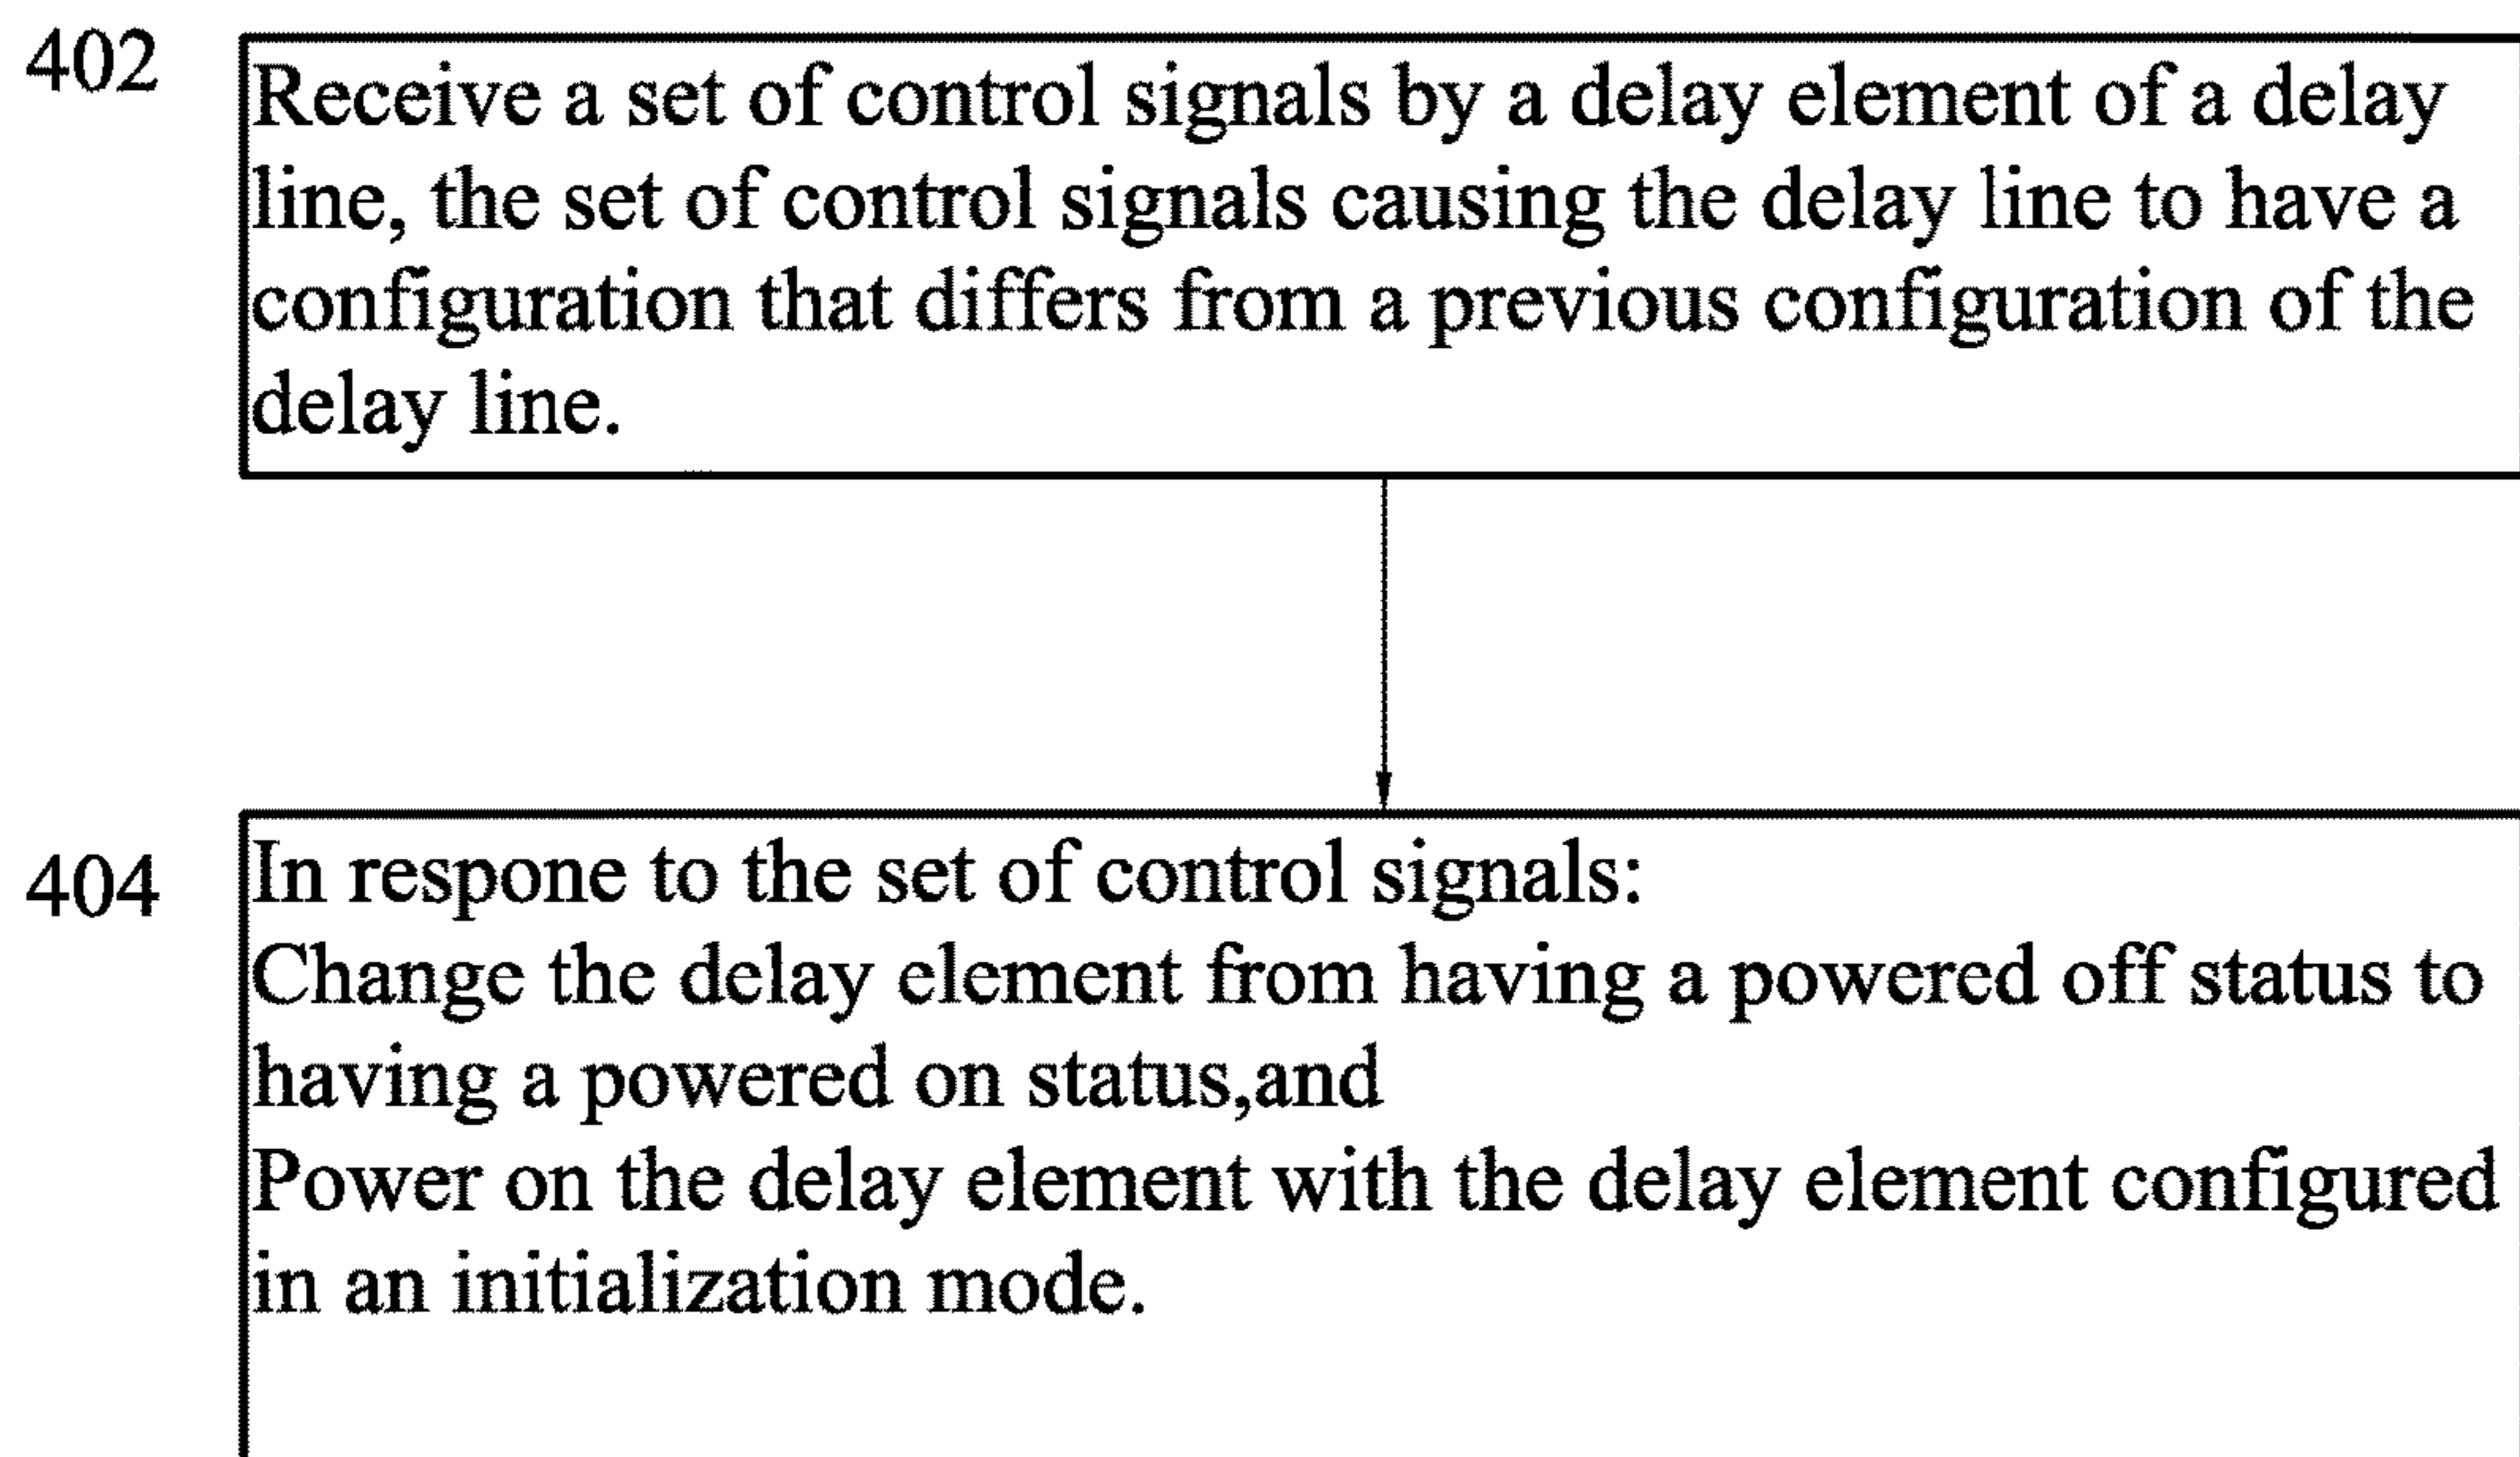 402
Receive a set of control signals by a delay element of a delay
line, the set of control signals causing the delay line to have a
configuration that differs from a previous configuration of the
delay line.
404
In respone to the set of control signals:
Change the delay element from having a powered off status to
having a powered on status,and
Power on the delay element with the delay element configured
in an initialization mode.